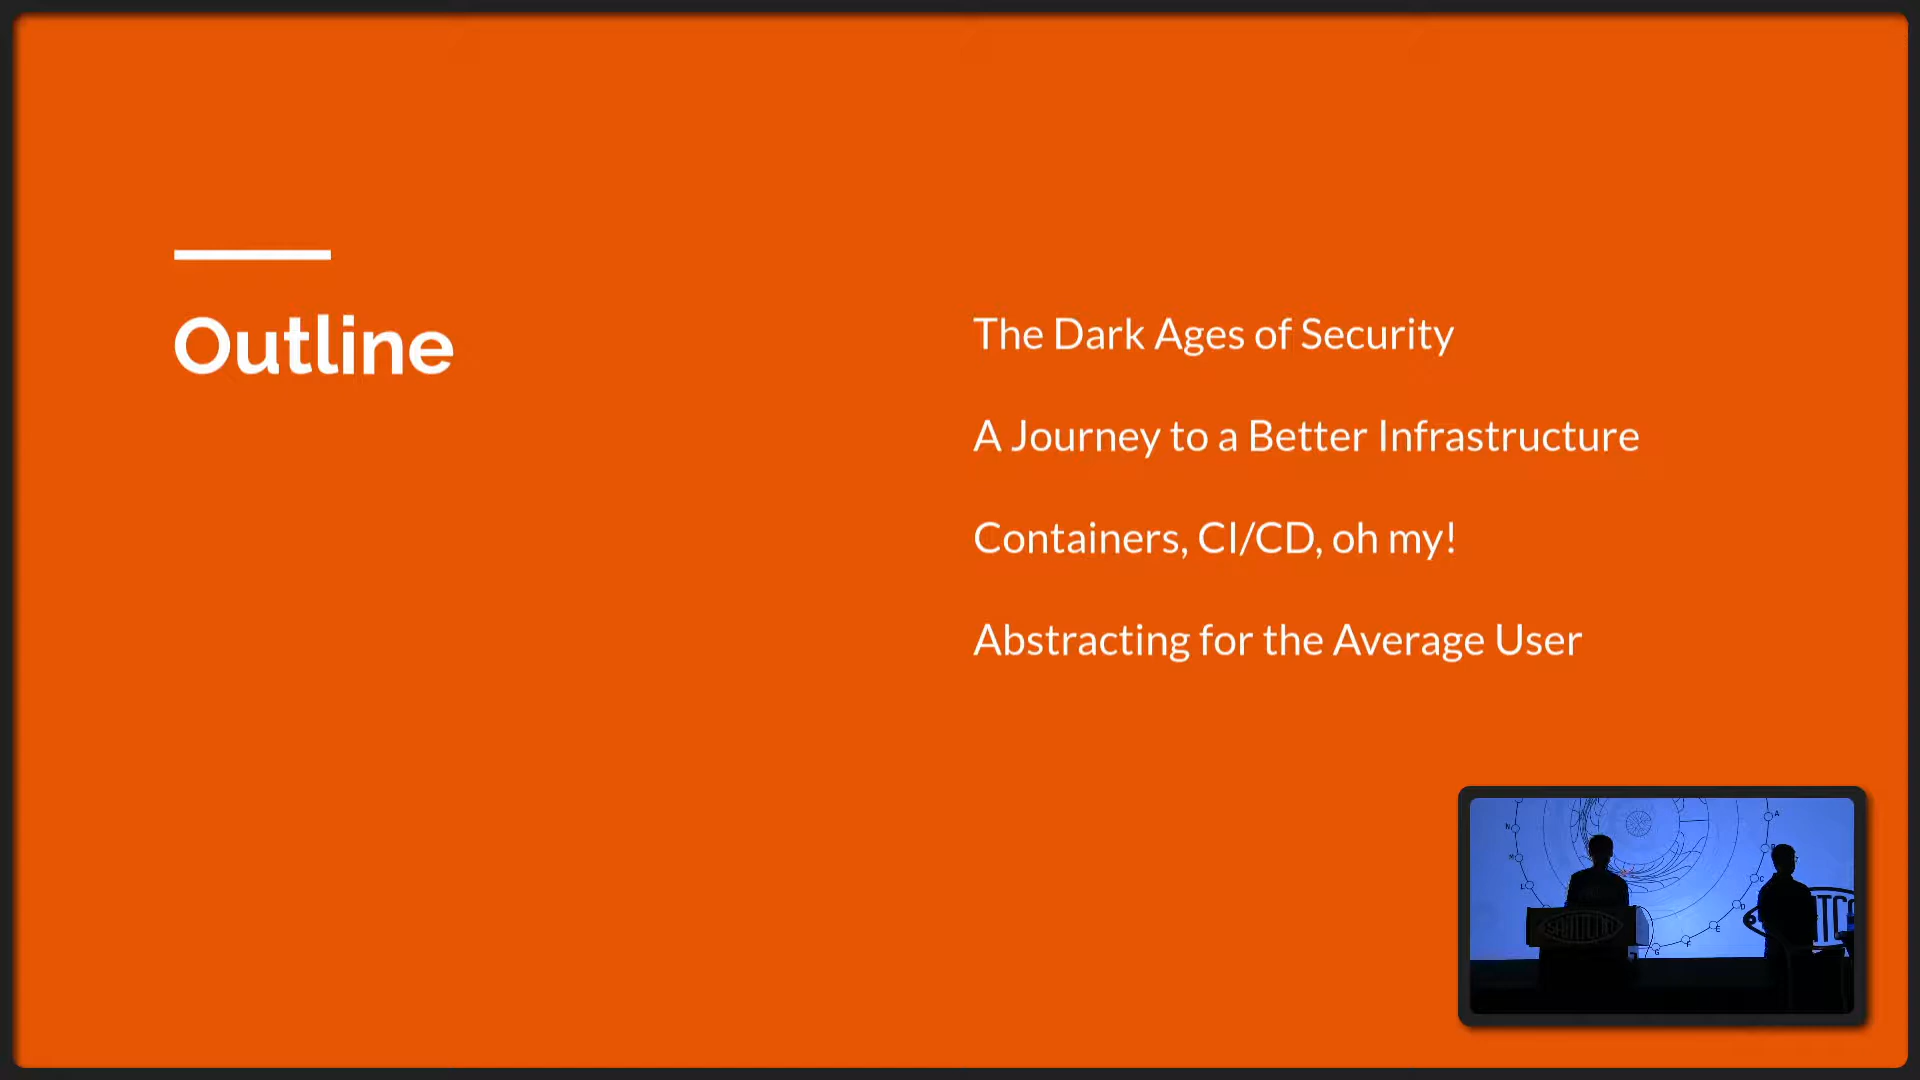 Outline
The Dark Ages of Security
A Journey to a Better Infrastructure
Containers, CI/CD, oh my!
Abstracting for the Average User